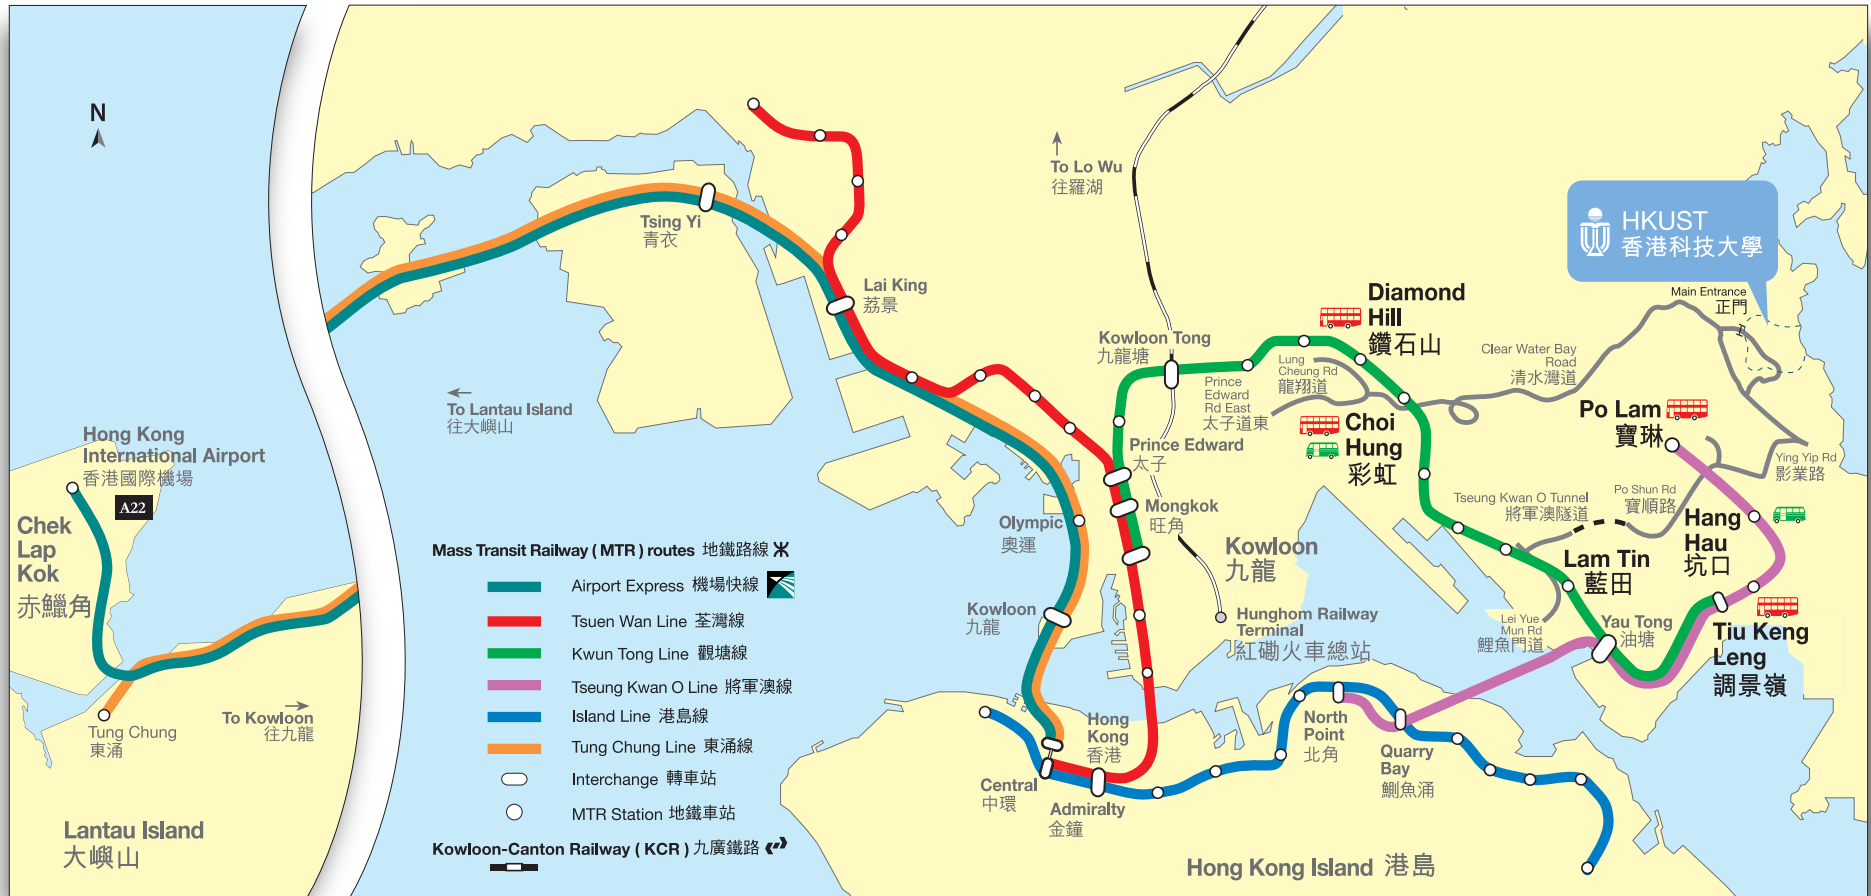 N
Hong Kong
International Airport
香港國際機場
A22
Chek
Lap
Kok
赤鱲角
Tung Chung
東涌
To Kowloon
往九龍
Lantau Island
大嶼山
Tsing Yi
青衣
Lai King
荔景
To Lantau Island
往大嶼山
To Lo Wu
往羅湖
HKUST
香港科技大學
Main Entrance
正門
Diamond
Hill
鑽石山
Kowloon Tong
九龍塘
Lung
Cheung Rd
龍翔道
Prince
Edward
Rd East
太子道東
Clear Water Bay
Road
清水灣道
Choi
Hung
彩虹
Po Lam
寶琳
Ying Yip Rd
影業路
Prince Edward
太子
Mongkok
旺角
Olympic
奧運
Kowloon
九龍
Kowloon
九龍
Tseung Kwan O Tunnel
將軍澳隧道
Po Shun Rd
寶順路
Hang
Hau
坑口
Lam Tin
藍田
Lei Yue
Mun Rd
鯉魚門道
Yau Tong
油塘
Tiu Keng
Leng
調景嶺
Hunghom Railway
Terminal
紅磡火車總站
Hong
Kong
香港
Central
中環
Admiralty
金鐘
North
Point
北角
Quarry
Bay
鰂魚涌
Hong Kong Island 港島
Mass Transit Railway ( MTR ) routes 地鐵路線
Airport Express 機場快線
Tsuen Wan Line 荃灣線
Kwun Tong Line 觀塘線
Tseung Kwan O Line 將軍澳線
Island Line 港島線
Tung Chung Line 東涌線
Interchange 轉車站
MTR Station 地鐵車站
Kowloon-Canton Railway ( KCR ) 九廣鐵路